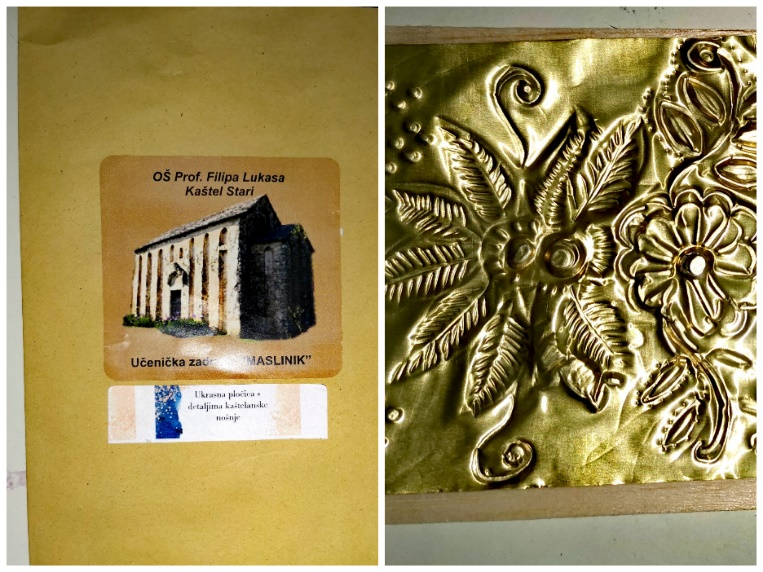 OŠ Prof. Filipa Lukasa
Kaštel Stari
Učenička "MASLINIK"
Ukrasna pločica s
detaljima kaštelanske
nošnje